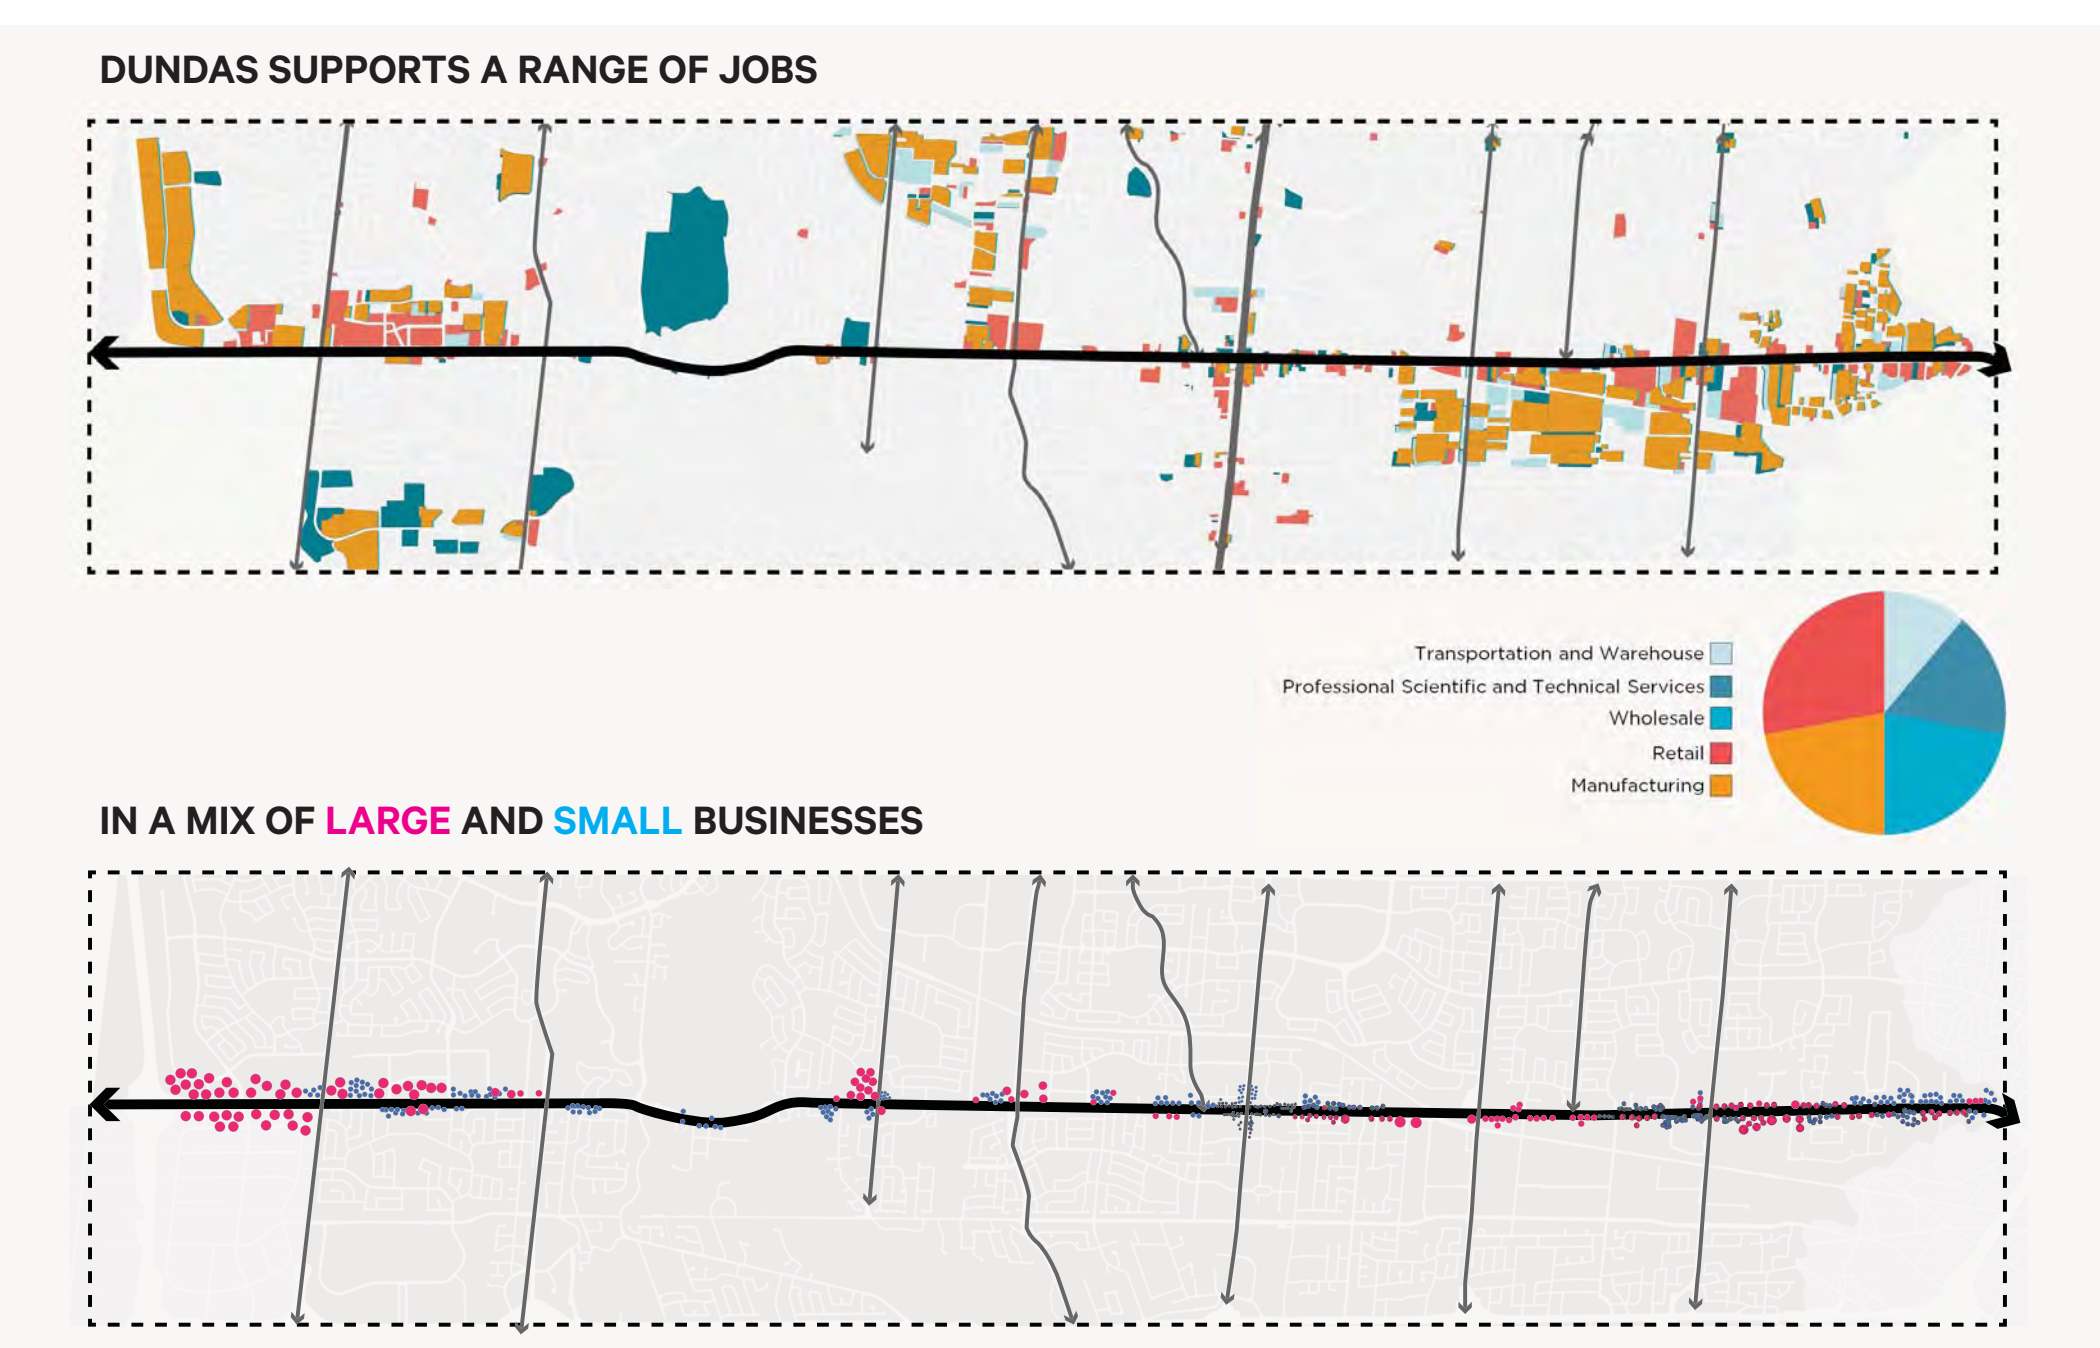 DUNDAS SUPPORTS A RANGE OF JOBS
Transportation and Warehouse
Professional Scientific and Technical Services
Wholesale
Retail
Manufacturing
IN A MIX OF LARGE AND SMALL BUSINESSES